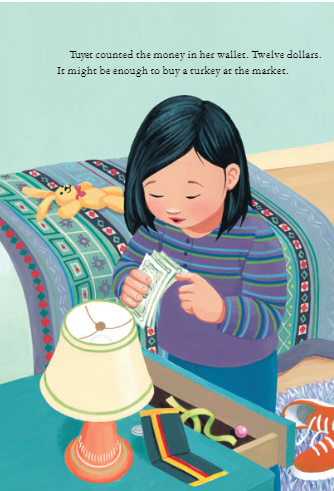 Tuyet counted the money in her wallet. Twelve dollars.
It might be enough to buy a turkey at the market.